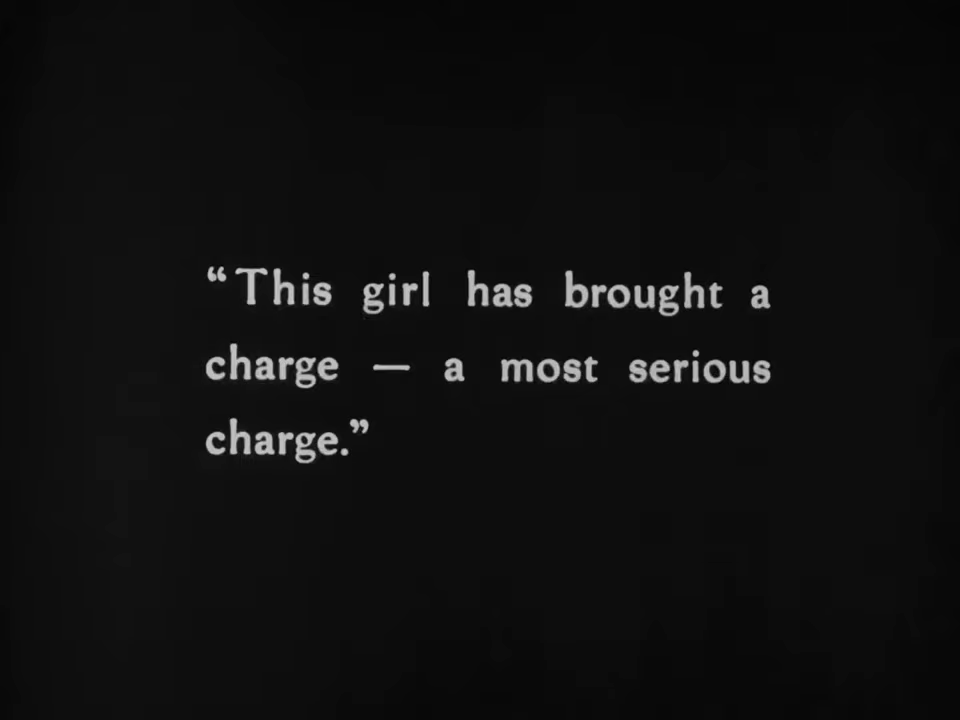 “This girl has brought a
charge — a most serious
charge.”